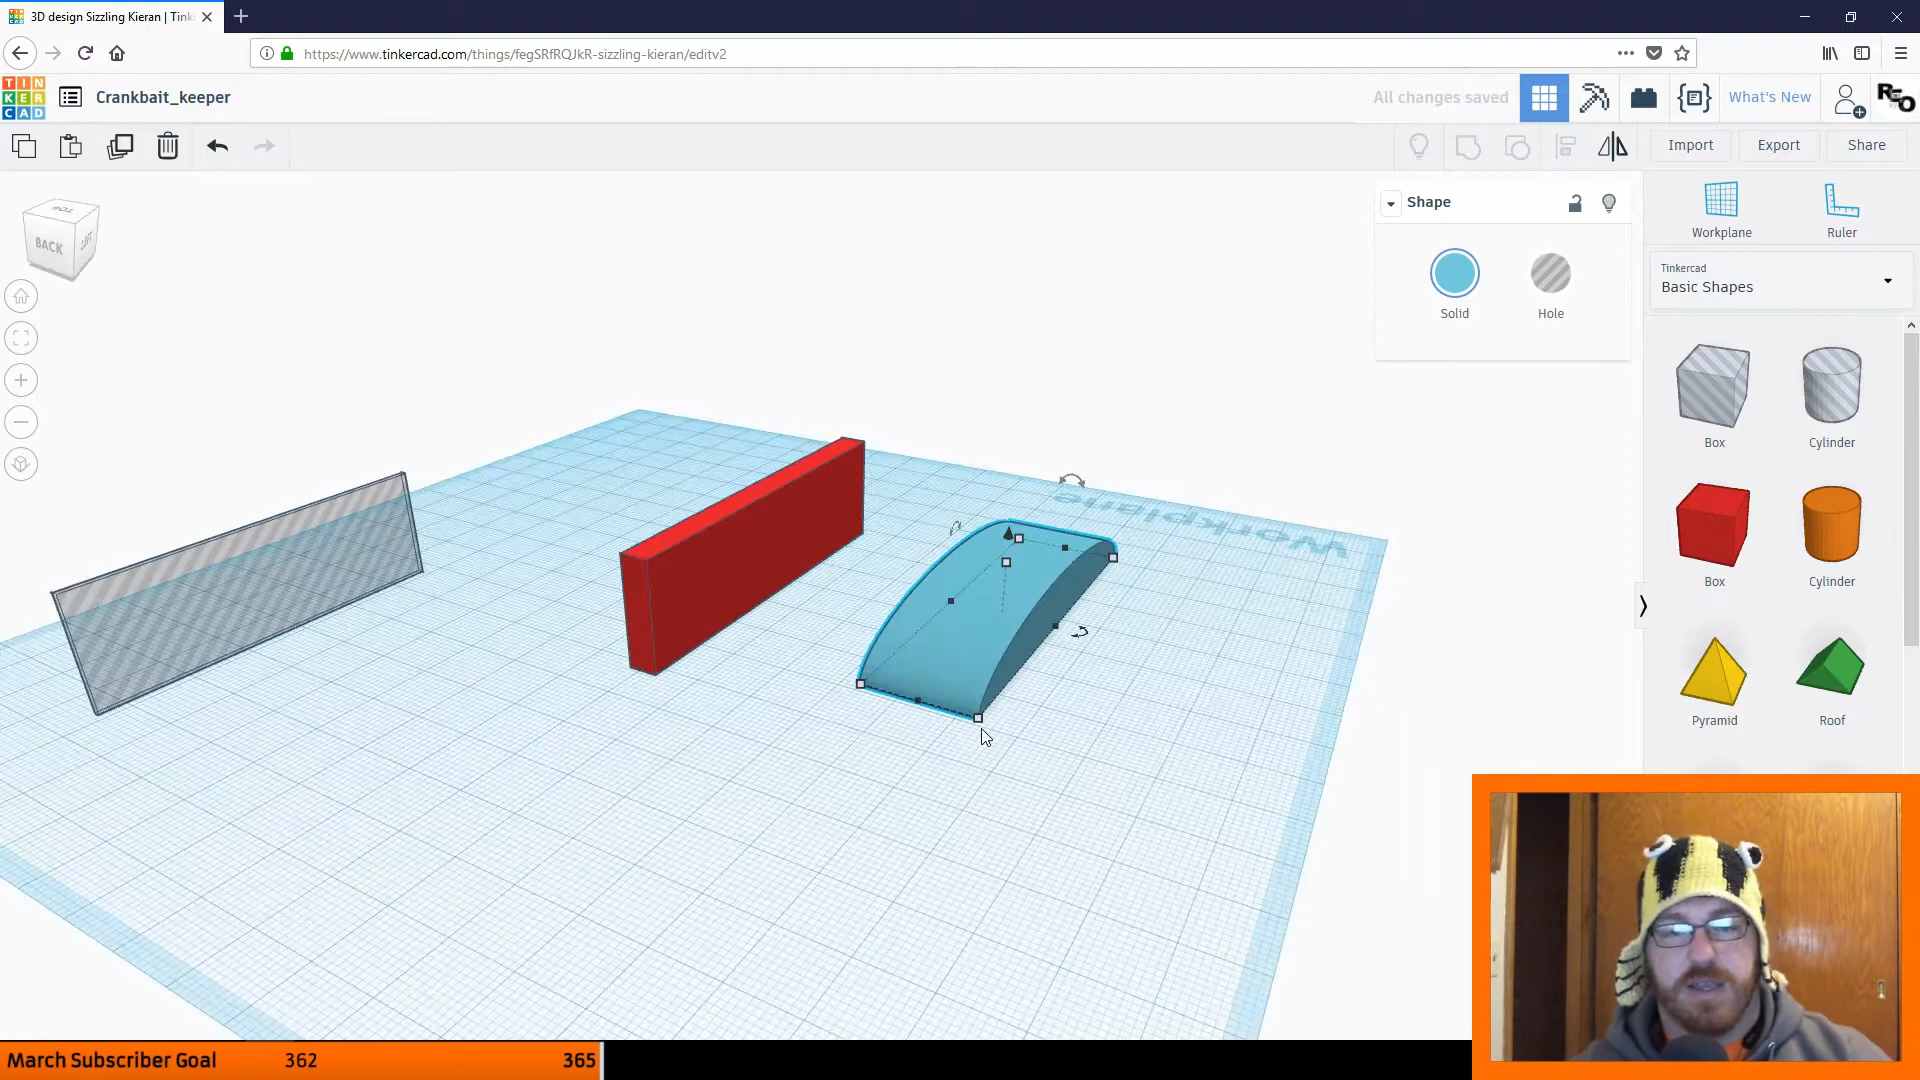 3D design Sizzling Kieran | Tink
https://www.tinkercad.com/things/fegSRfRQJkR-sizzling-kieran/editv2
TIN
KER
CAD
Crankbait_keeper
All changes saved
What's New
Import
Export
Share
TOP
BACK
LEFT
Shape
Solid
Hole
Workplane
Ruler
Tinkercad
Basic Shapes
Box
Cylinder
Box
Cylinder
Pyramid
Roof
Workplane
March Subscriber Goal 362 365